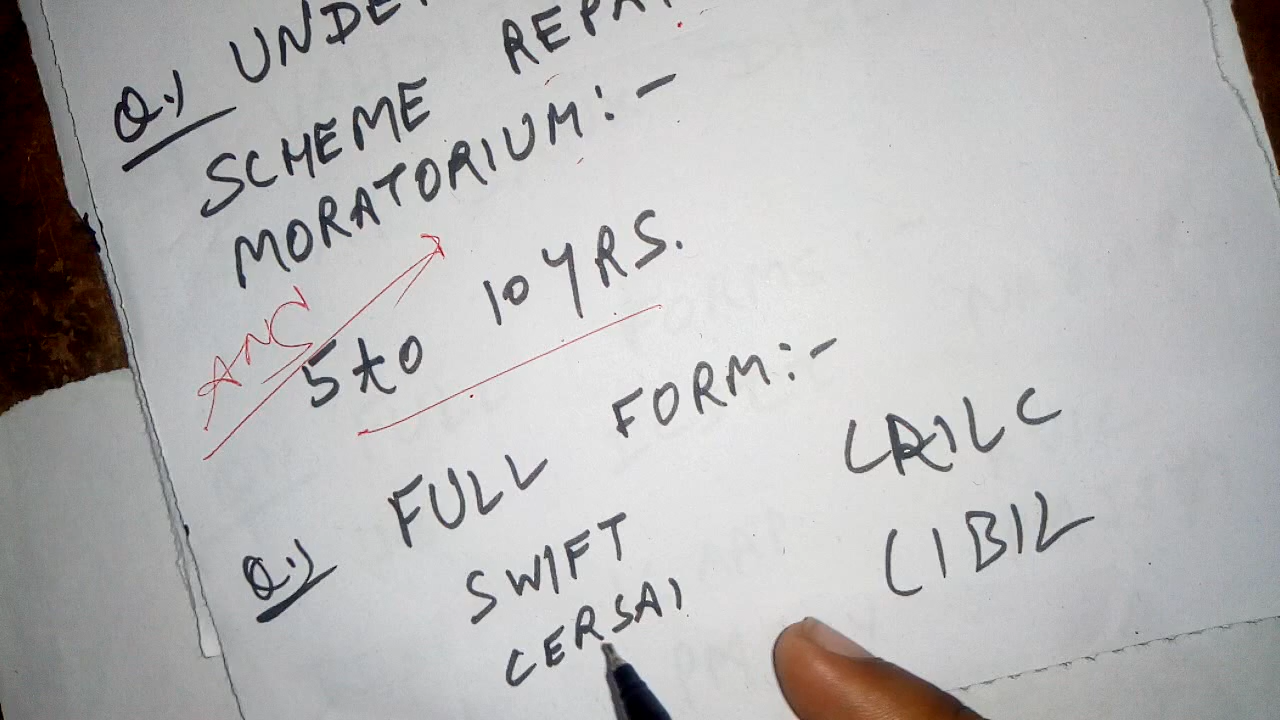 Q.) UNDE
SCHEME REPA
MORATORIUM:-
ANS 5 to 10 YRS.
Q.) FULL FORM:-
SWIFT CRILC
CERSAI CIBIL